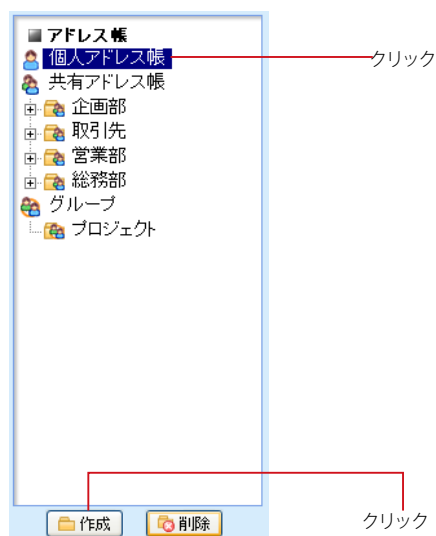 ■ アドレス帳
個人アドレス帳
クリック
共有アドレス帳
企画部
取引先
営業部
総務部
グループ
プロジェクト
作成
削除
クリック